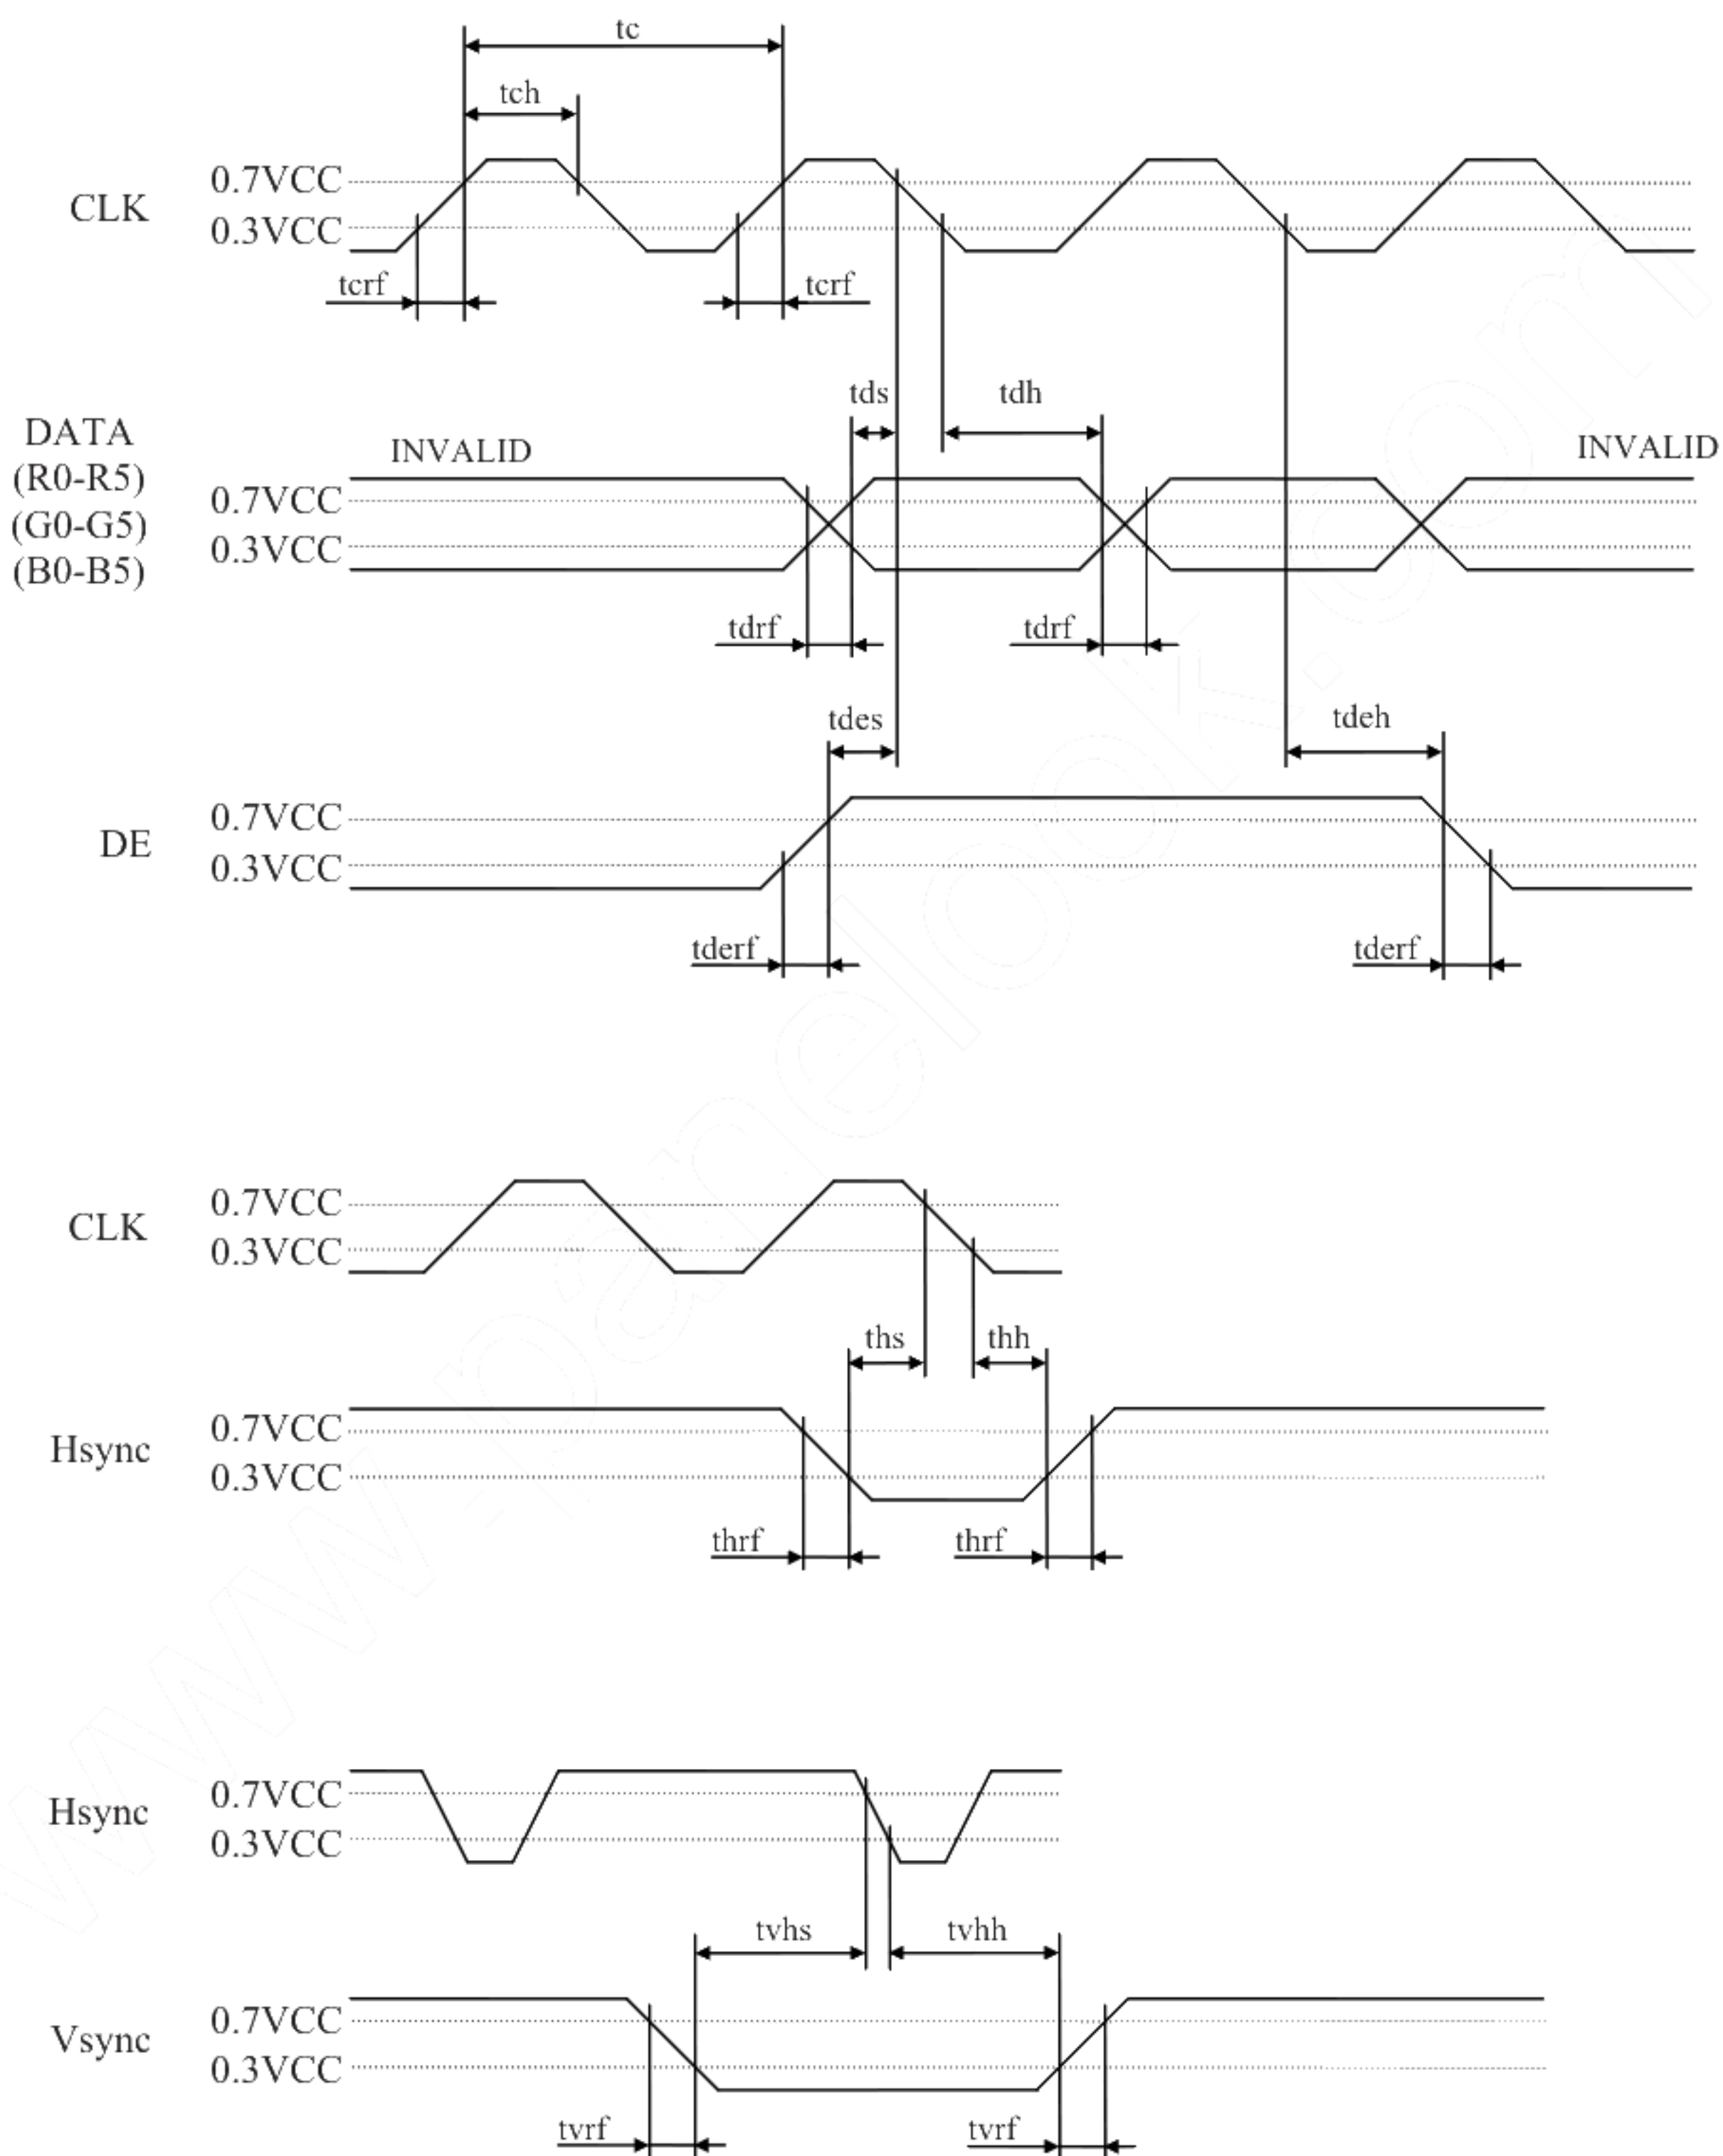 tc
tch
0.7VCC
CLK
0.3VCC
tcrf
tcrf
tds
tdh
DATA
(R0-R5)
(G0-G5)
(B0-B5)
INVALID
INVALID
0.7VCC
0.3VCC
tdrf
tdrf
tdes
tdeh
0.7VCC
DE
0.3VCC
tderf
tderf
0.7VCC
CLK
0.3VCC
ths
thh
0.7VCC
Hsync
0.3VCC
thrf
thrf
0.7VCC
Hsync
0.3VCC
tvhs
tvhh
0.7VCC
Vsync
0.3VCC
tvrf
tvrf
www.panelook.com